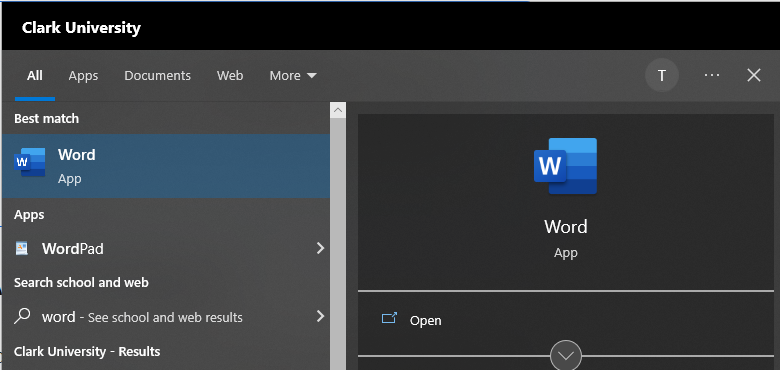 Clark University
All Apps Documents Web More T ...
Best match
Word
App
Apps
WordPad
Search school and web
word - See school and web results
Clark University - Results
W
Word
App
Open